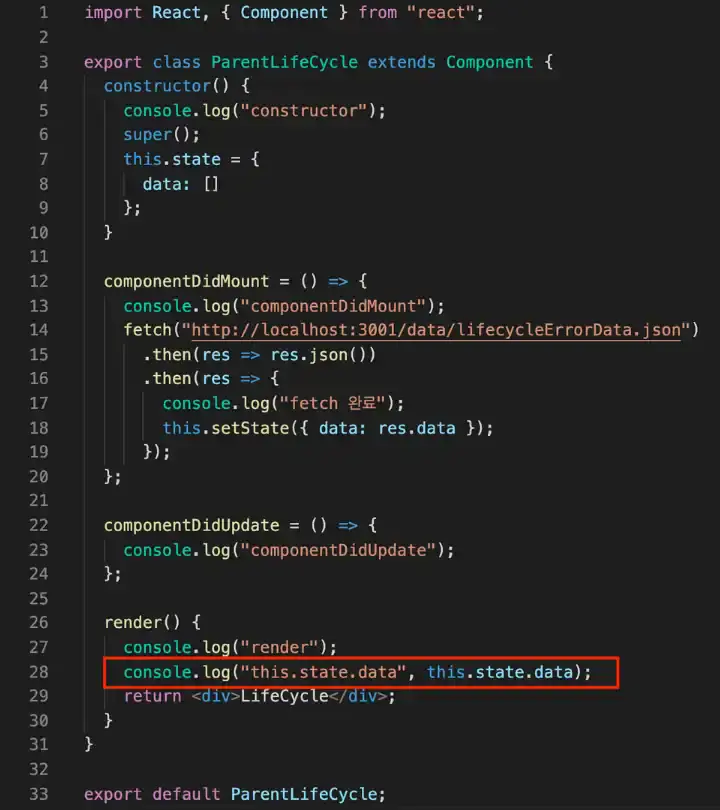 1 import React, { Component } from "react";
2
3 export class ParentLifeCycle extends Component {
4 constructor() {
5 console.log("constructor");
6 super();
7 this.state = {
8 data: []
9 };
10 }
11
12 componentDidMount = () => {
13 console.log("componentDidMount");
14 fetch("http://localhost:3001/data/lifecycleErrorData.json")
15 .then(res => res.json())
16 .then(res => {
17 console.log("fetch 완료");
18 this.setState({ data: res.data });
19 });
20 };
21
22 componentDidUpdate = () => {
23 console.log("componentDidUpdate");
24 };
25
26 render() {
27 console.log("render");
28 console.log("this.state.data", this.state.data);
29 return <div>LifeCycle</div>;
30 }
31 }
32
33 export default ParentLifeCycle;